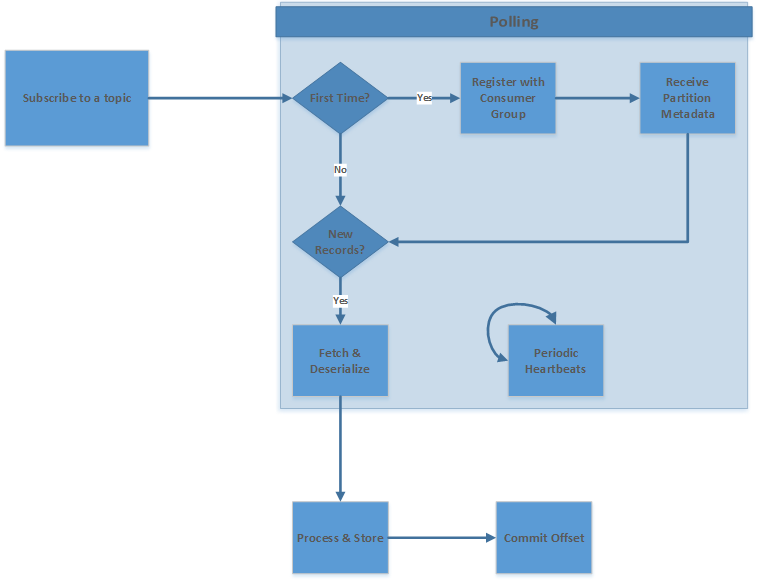 Polling
Subscribe to a topic
First Time?
Yes
Register with
Consumer
Group
Receive
Partition
Metadata
No
New
Records?
Yes
Fetch &
Deserialize
Periodic
Heartbeats
Process & Store
Commit Offset